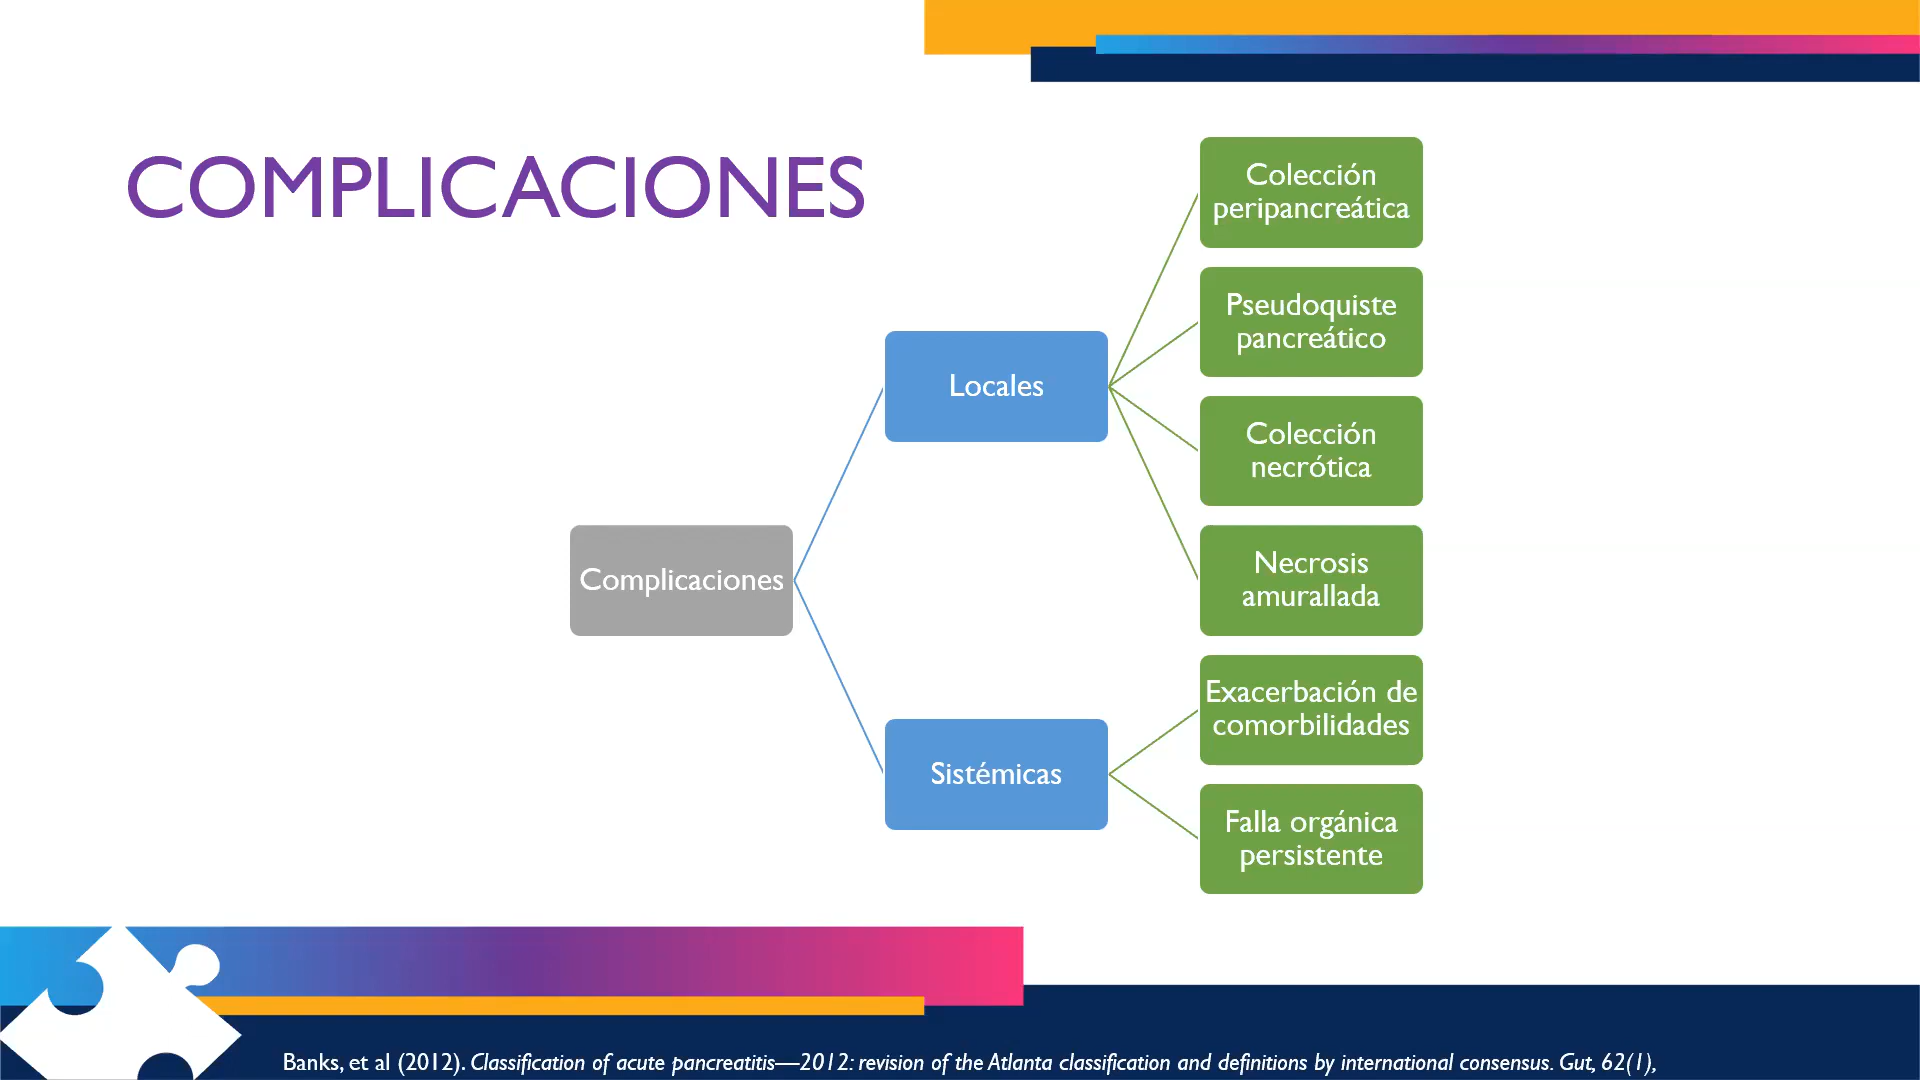 COMPLICACIONES
Colección
peripancreática
Pseudoquiste
pancreático
Locales
Colección
necrótica
Necrosis
amurallada
Complicaciones
Exacerbación de
comorbilidades
Sistémicas
Falla orgánica
persistente
Banks, et al (2012). Classification of acute pancreatitis—2012: revision of the Atlanta classification and definitions by international consensus. Gut, 62(1),